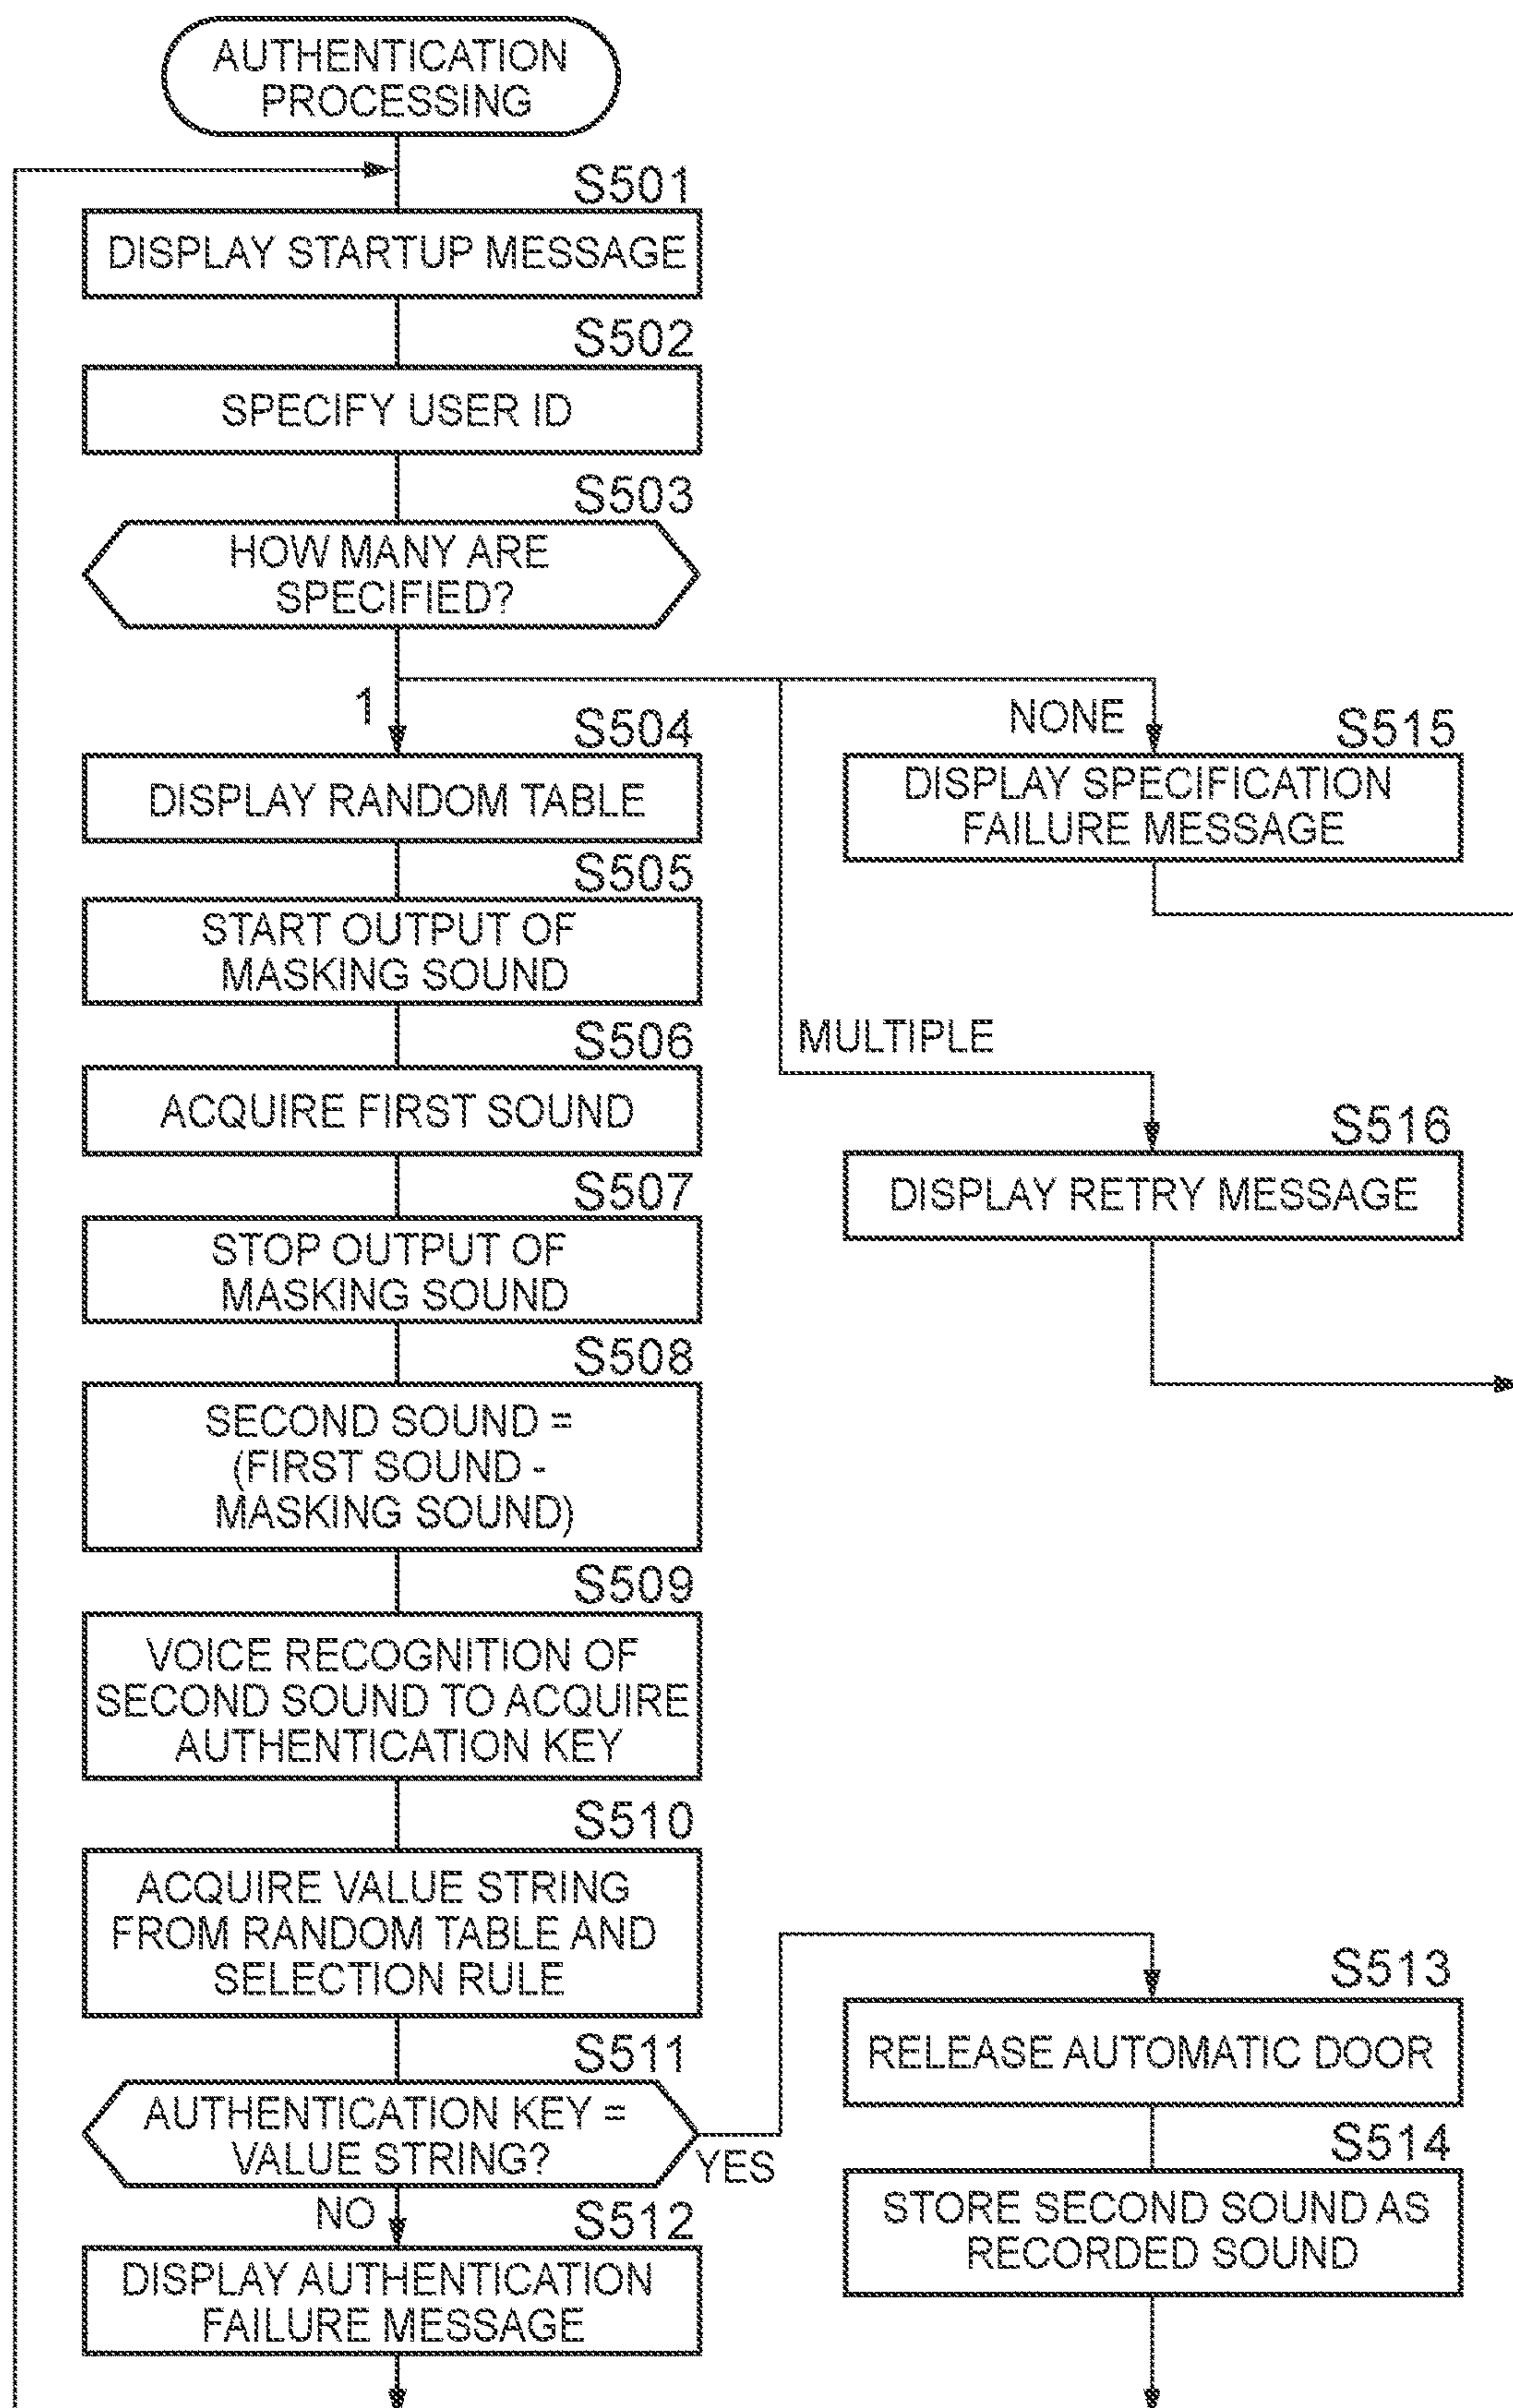 AUTHENTICATION
PROCESSING
S501
DISPLAY STARTUP MESSAGE
S502
SPECIFY USER ID
S503
HOW MANY ARE
SPECIFIED?
1
S504
DISPLAY RANDOM TABLE
NONE
S515
DISPLAY SPECIFICATION
FAILURE MESSAGE
S505
START OUTPUT OF
MASKING SOUND
MULTIPLE
S506
ACQUIRE FIRST SOUND
S516
DISPLAY RETRY MESSAGE
S507
STOP OUTPUT OF
MASKING SOUND
S508
SECOND SOUND =
(FIRST SOUND -
MASKING SOUND)
S509
VOICE RECOGNITION OF
SECOND SOUND TO ACQUIRE
AUTHENTICATION KEY
S510
ACQUIRE VALUE STRING
FROM RANDOM TABLE AND
SELECTION RULE
S511
AUTHENTICATION KEY =
VALUE STRING?
YES
NO
S512
DISPLAY AUTHENTICATION
FAILURE MESSAGE
S513
RELEASE AUTOMATIC DOOR
S514
STORE SECOND SOUND AS
RECORDED SOUND